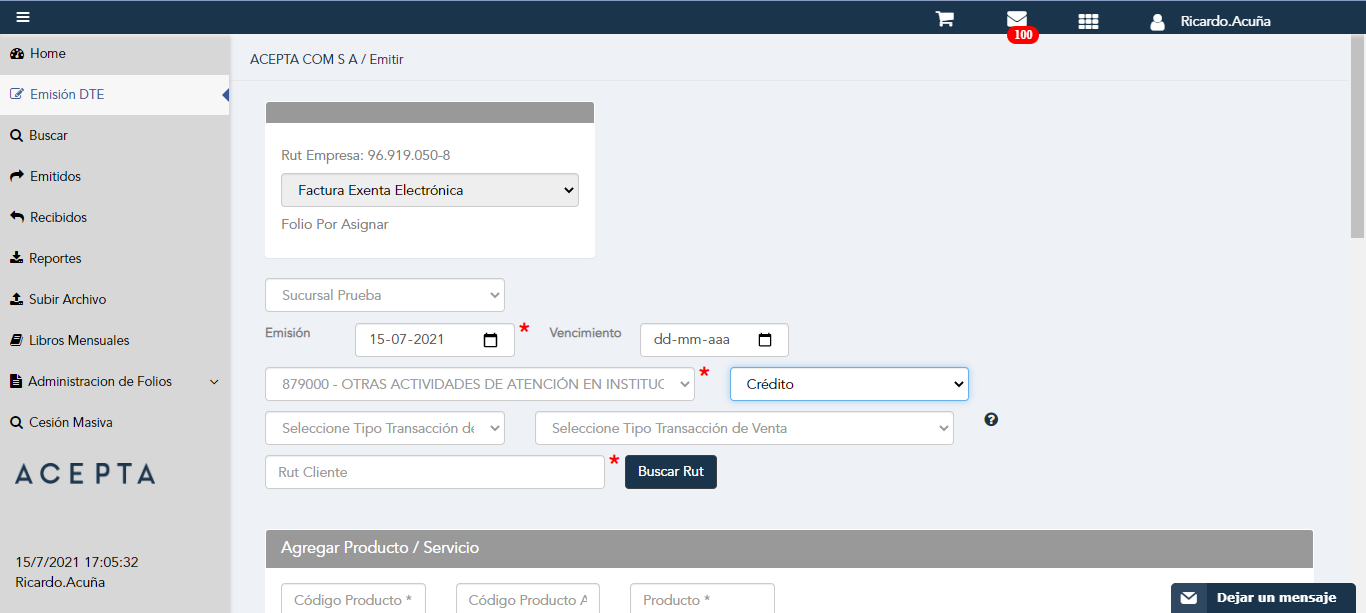 100
Ricardo.Acuña
Home
Emisión DTE
Buscar
Emitidos
Recibidos
Reportes
Subir Archivo
Libros Mensuales
Administracion de Folios
Cesión Masiva
ACEPTA
15/7/2021 17:05:32
Ricardo.Acuña
ACEPTA COM S A / Emitir
Rut Empresa: 96.919.050-8
Factura Exenta Electrónica
Folio Por Asignar
Sucursal Prueba
Emisión 15-07-2021 * Vencimiento dd-mm-aaa
879000 - OTRAS ACTIVIDADES DE ATENCIÓN EN INSTITUC * Crédito
Seleccione Tipo Transacción de Seleccione Tipo Transacción de Venta ?
Rut Cliente * Buscar Rut
Agregar Producto / Servicio
Código Producto * Código Producto A Producto *
Dejar un mensaje